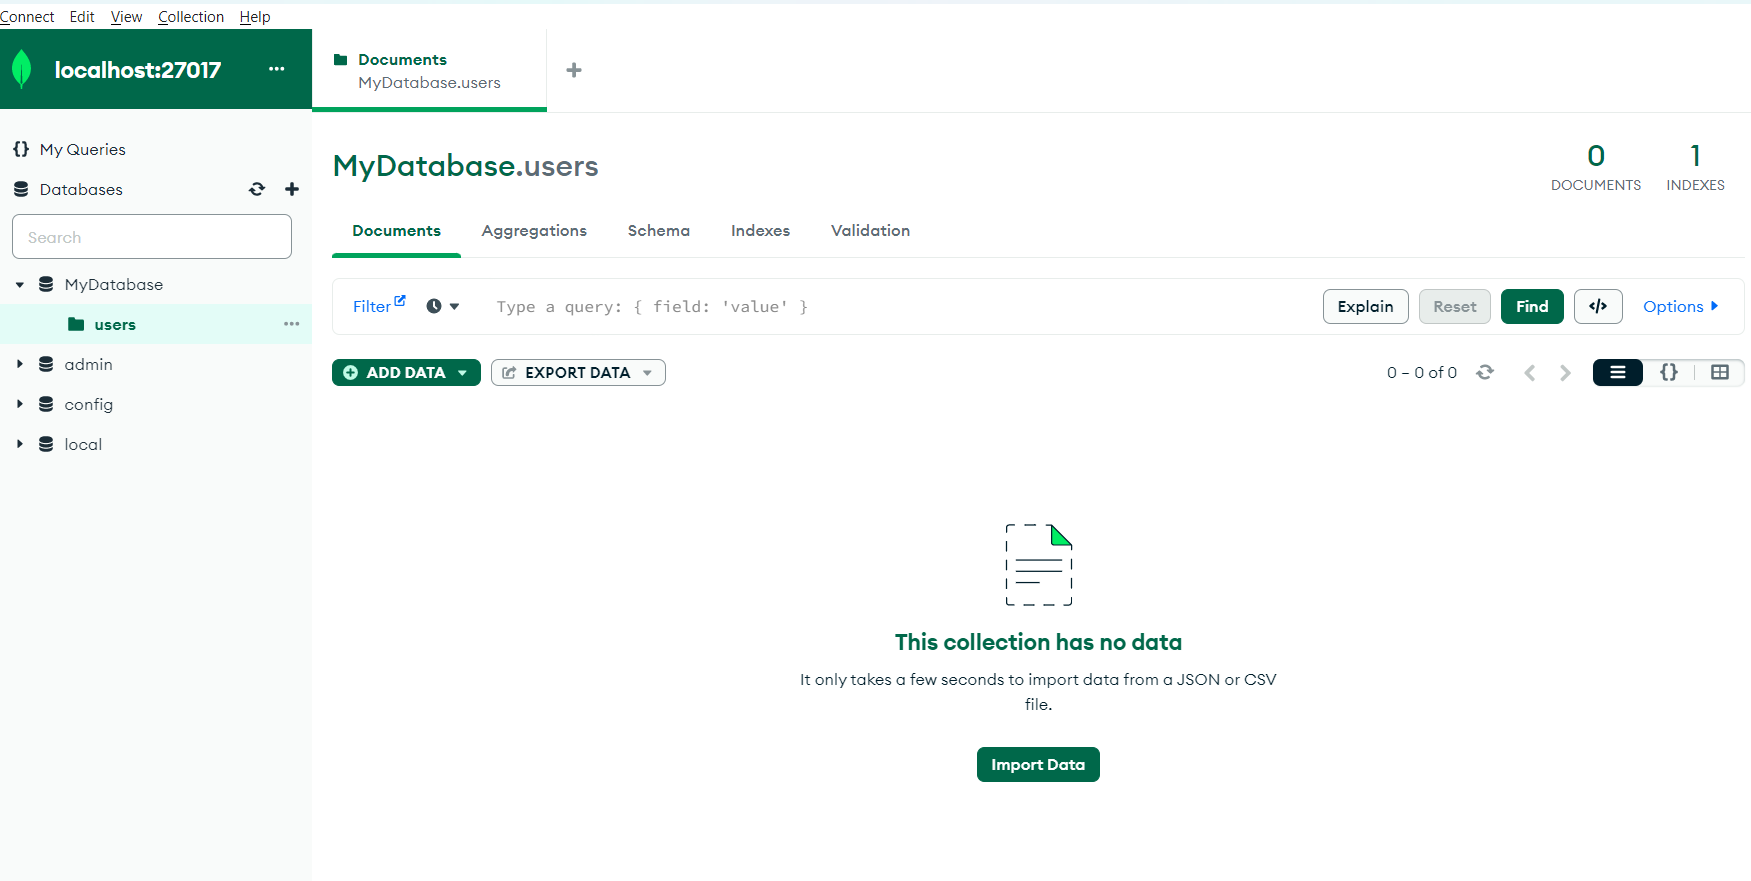 Connect Edit View Collection Help
localhost:27017
My Queries
Databases
Search
MyDatabase
users
admin
config
local
Documents
MyDatabase.users
MyDatabase.users
0
DOCUMENTS
1
INDEXES
Documents Aggregations Schema Indexes Validation
Filter Type a query: { field: 'value' } Explain Reset Find </> Options
ADD DATA EXPORT DATA 0 – 0 of 0 {}
This collection has no data
It only takes a few seconds to import data from a JSON or CSV
file.
Import Data